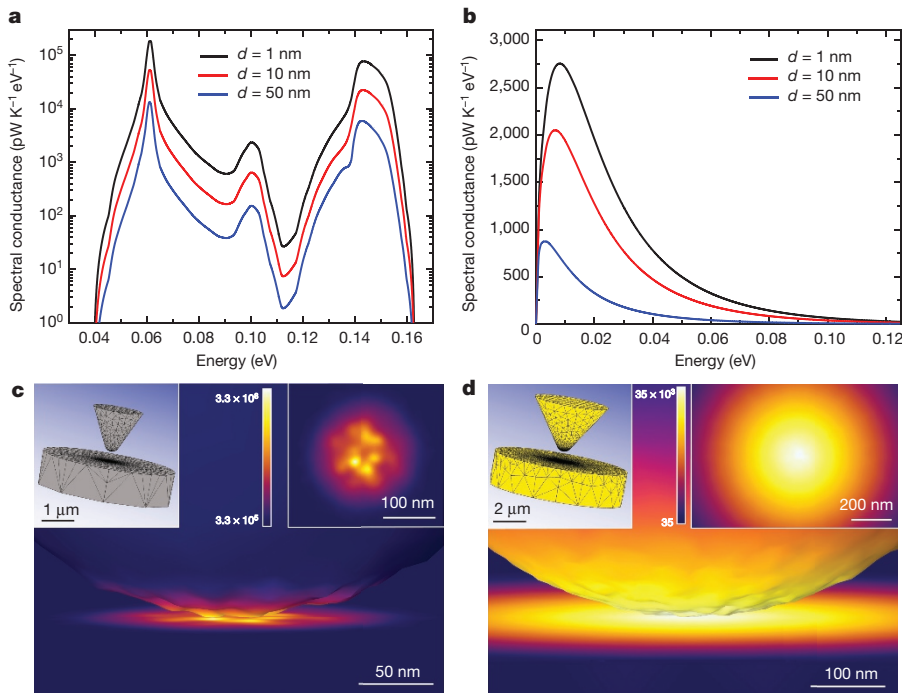 a
Spectral conductance (pW K⁻¹ eV⁻¹)
10⁵
10⁴
10³
10²
10¹
10⁰
d = 1 nm
d = 10 nm
d = 50 nm
0.04 0.06 0.08 0.10 0.12 0.14 0.16
Energy (eV)
b
Spectral conductance (pW K⁻¹ eV⁻¹)
3,000
2,500
2,000
1,500
1,000
500
0
d = 1 nm
d = 10 nm
d = 50 nm
0 0.02 0.04 0.06 0.08 0.10 0.12
Energy (eV)
c
1 μm
3.3 × 10⁶
3.3 × 10⁵
100 nm
50 nm
d
2 μm
35 × 10³
35
200 nm
100 nm